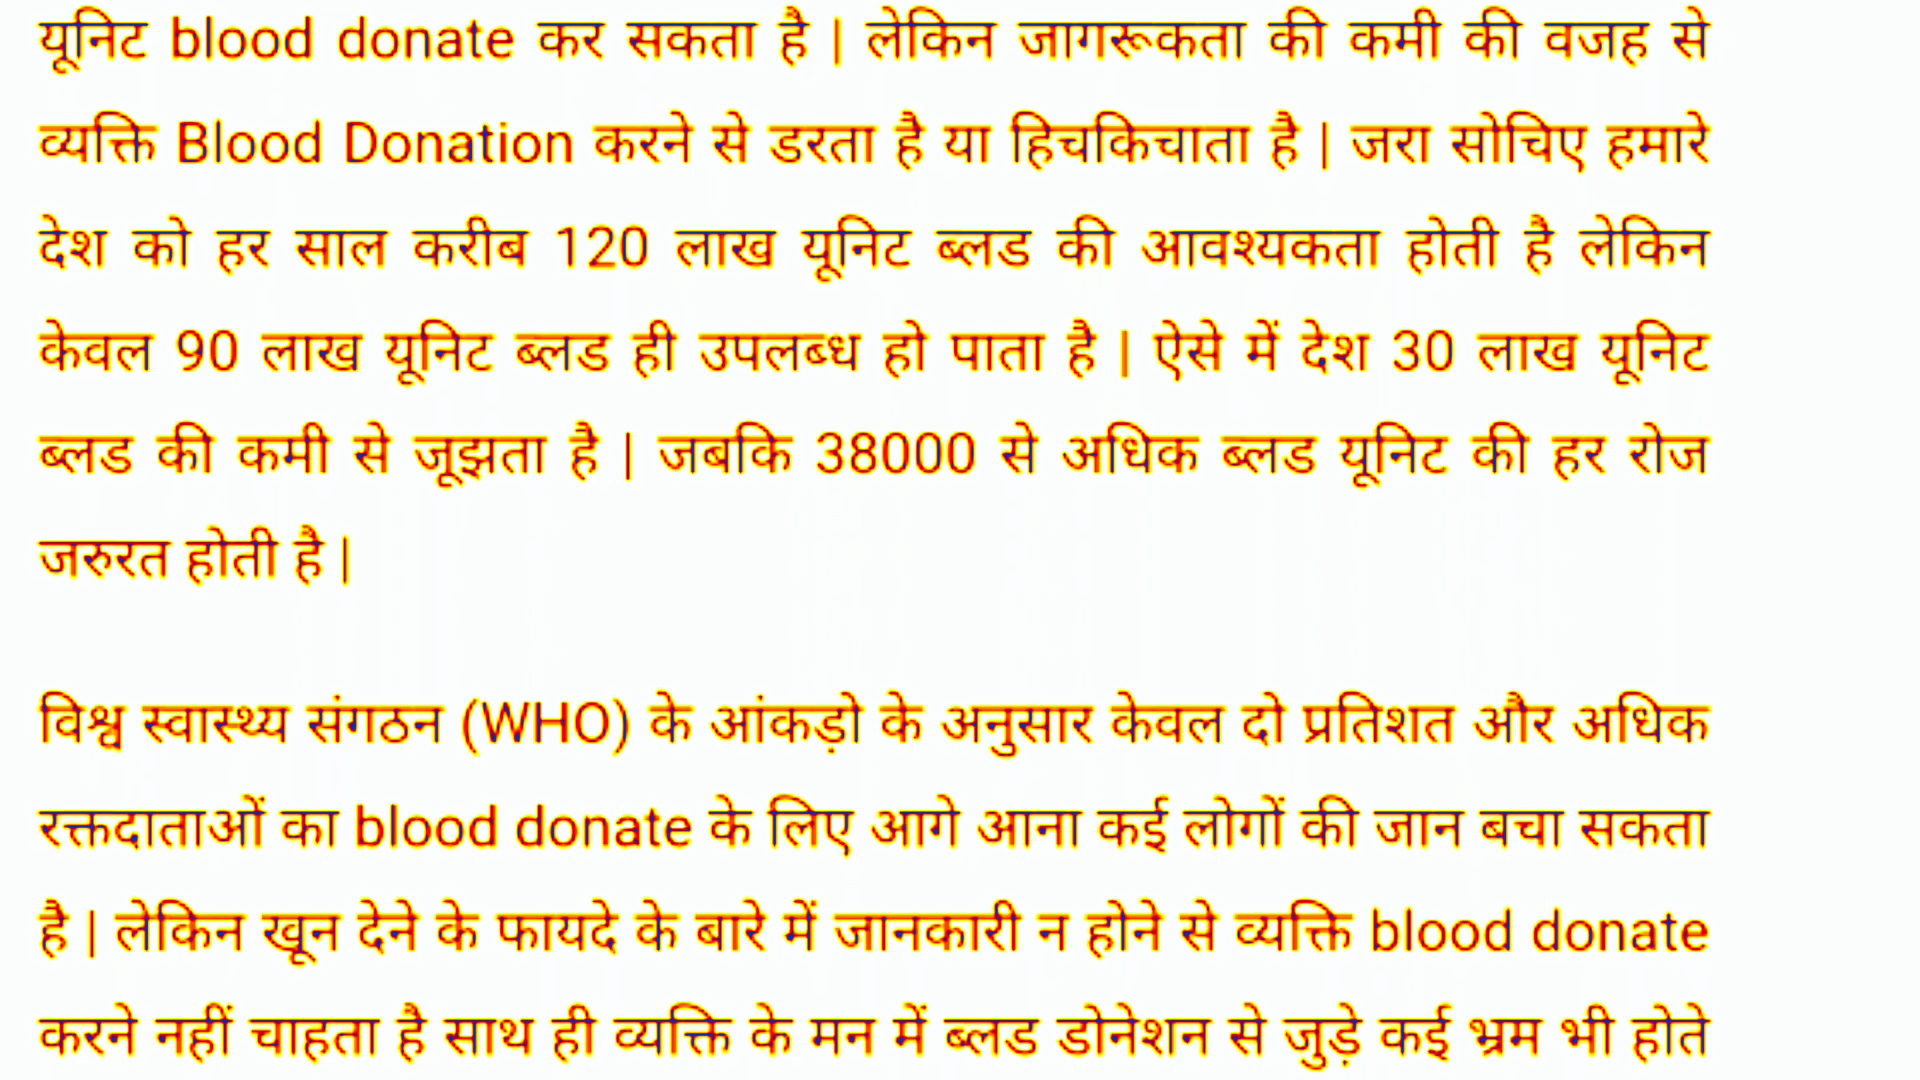 यूनिट blood donate कर सकता है | लेकिन जागरूकता की कमी की वजह से
व्यक्ति Blood Donation करने से डरता है या हिचकिचाता है | जरा सोचिए हमारे
देश को हर साल करीब 120 लाख यूनिट ब्लड की आवश्यकता होती है लेकिन
केवल 90 लाख यूनिट ब्लड ही उपलब्ध हो पाता है | ऐसे में देश 30 लाख यूनिट
ब्लड की कमी से जूझता है | जबकि 38000 से अधिक ब्लड यूनिट की हर रोज
जरुरत होती है |
विश्व स्वास्थ्य संगठन (WHO) के आंकड़ो के अनुसार केवल दो प्रतिशत और अधिक
रक्तदाताओं का blood donate के लिए आगे आना कई लोगों की जान बचा सकता
है | लेकिन खून देने के फायदे के बारे में जानकारी न होने से व्यक्ति blood donate
करने नहीं चाहता है साथ ही व्यक्ति के मन में ब्लड डोनेशन से जुड़े कई भ्रम भी होते